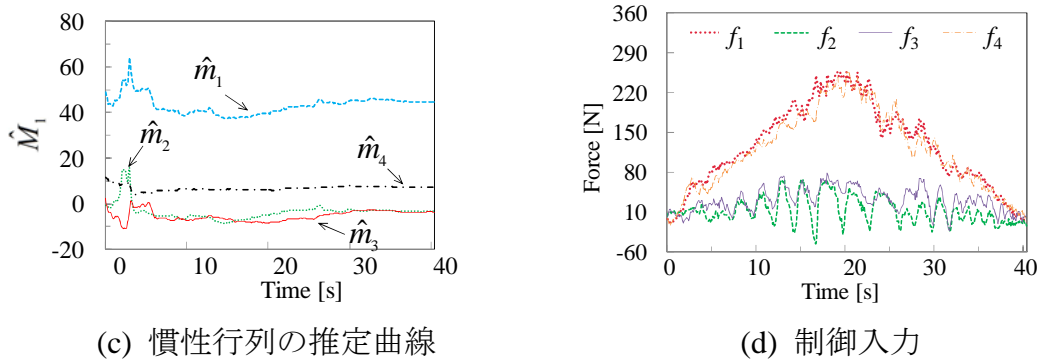 80
60
40
20
0
-20
M̂₁
m̂₁
m̂₂
m̂₄
m̂₃
0 10 20 30 40
Time [s]
(c) 慣性行列の推定曲線
360
290
220
150
80
10
-60
Force [N]
f₁ f₂ f₃ f₄
0 10 20 30 40
Time [s]
(d) 制御入力